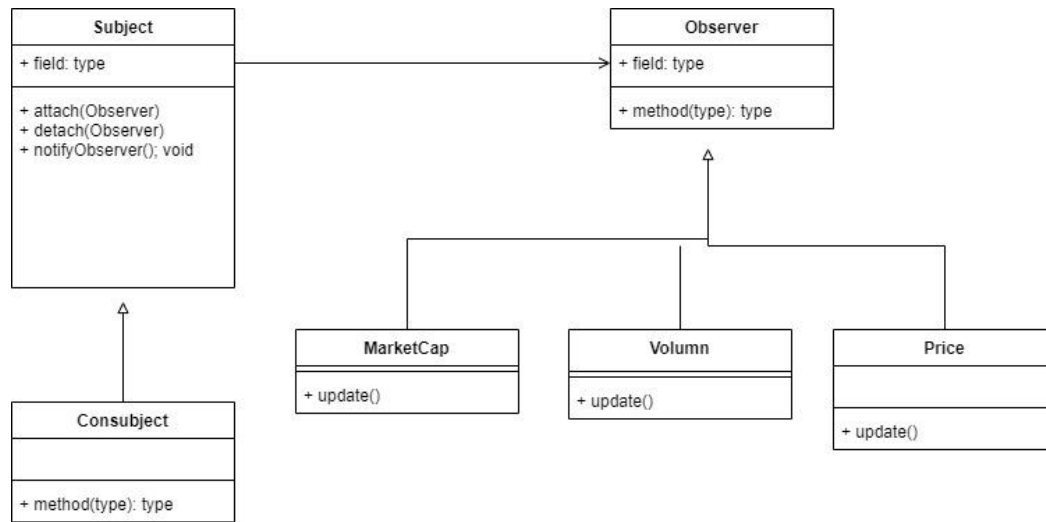 Subject
+ field: type
+ attach(Observer)
+ detach(Observer)
+ notifyObserver(); void
Observer
+ field: type
+ method(type): type
MarketCap
+ update()
Volumn
+ update()
Price
+ update()
Consubject
+ method(type): type